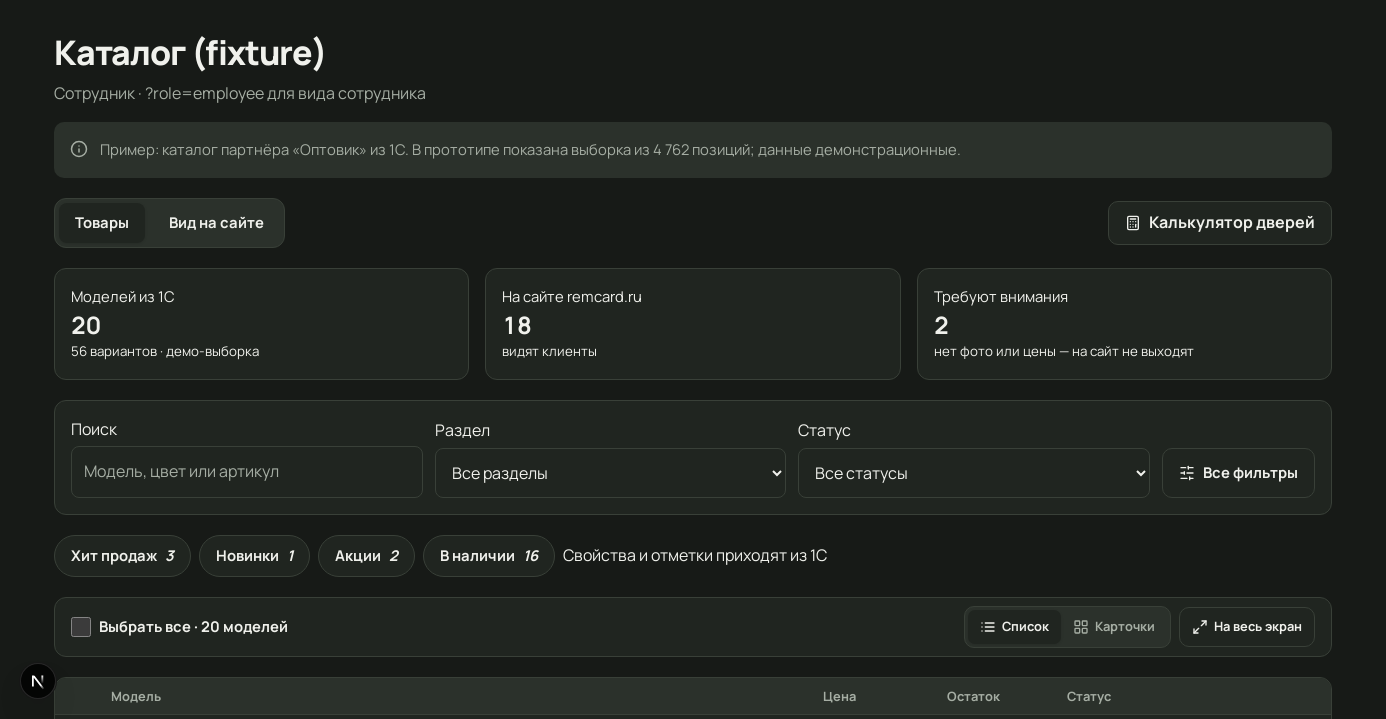 Каталог (fixture)
Сотрудник · ?role=employee для вида сотрудника
Пример: каталог партнёра «Оптовик» из 1С. В прототипе показана выборка из 4 762 позиций; данные демонстрационные.
Товары
Вид на сайте
Калькулятор дверей
Моделей из 1С
20
56 вариантов · демо-выборка
На сайте remcard.ru
18
видят клиенты
Требуют внимания
2
нет фото или цены — на сайт не выходят
Поиск
Модель, цвет или артикул
Раздел
Все разделы
Статус
Все статусы
Все фильтры
Хит продаж 3
Новинки 1
Акции 2
В наличии 16
Свойства и отметки приходят из 1С
Выбрать все · 20 моделей
Список
Карточки
На весь экран
N
Модель
Цена
Остаток
Статус